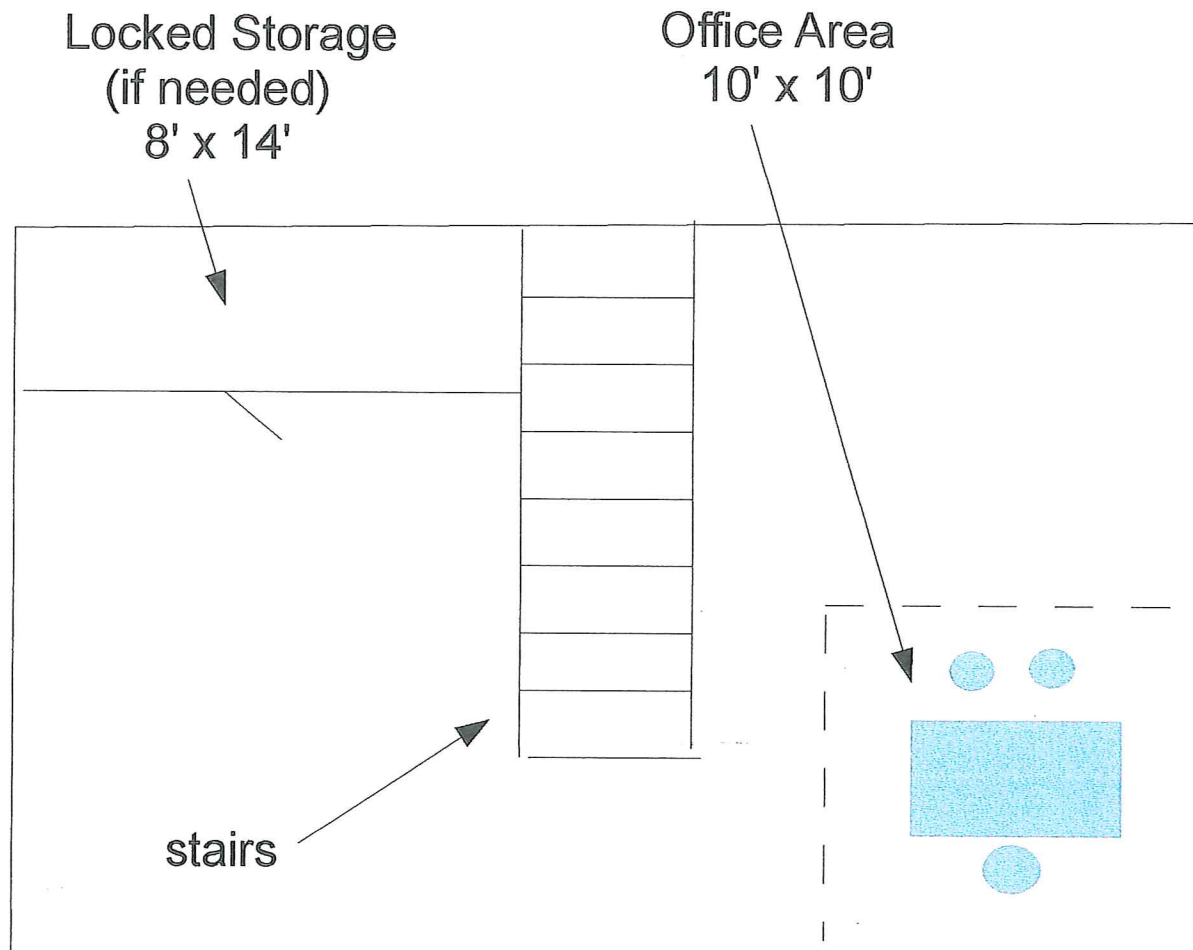 Locked Storage
(if needed)
8' x 14'
Office Area
10' x 10'
stairs